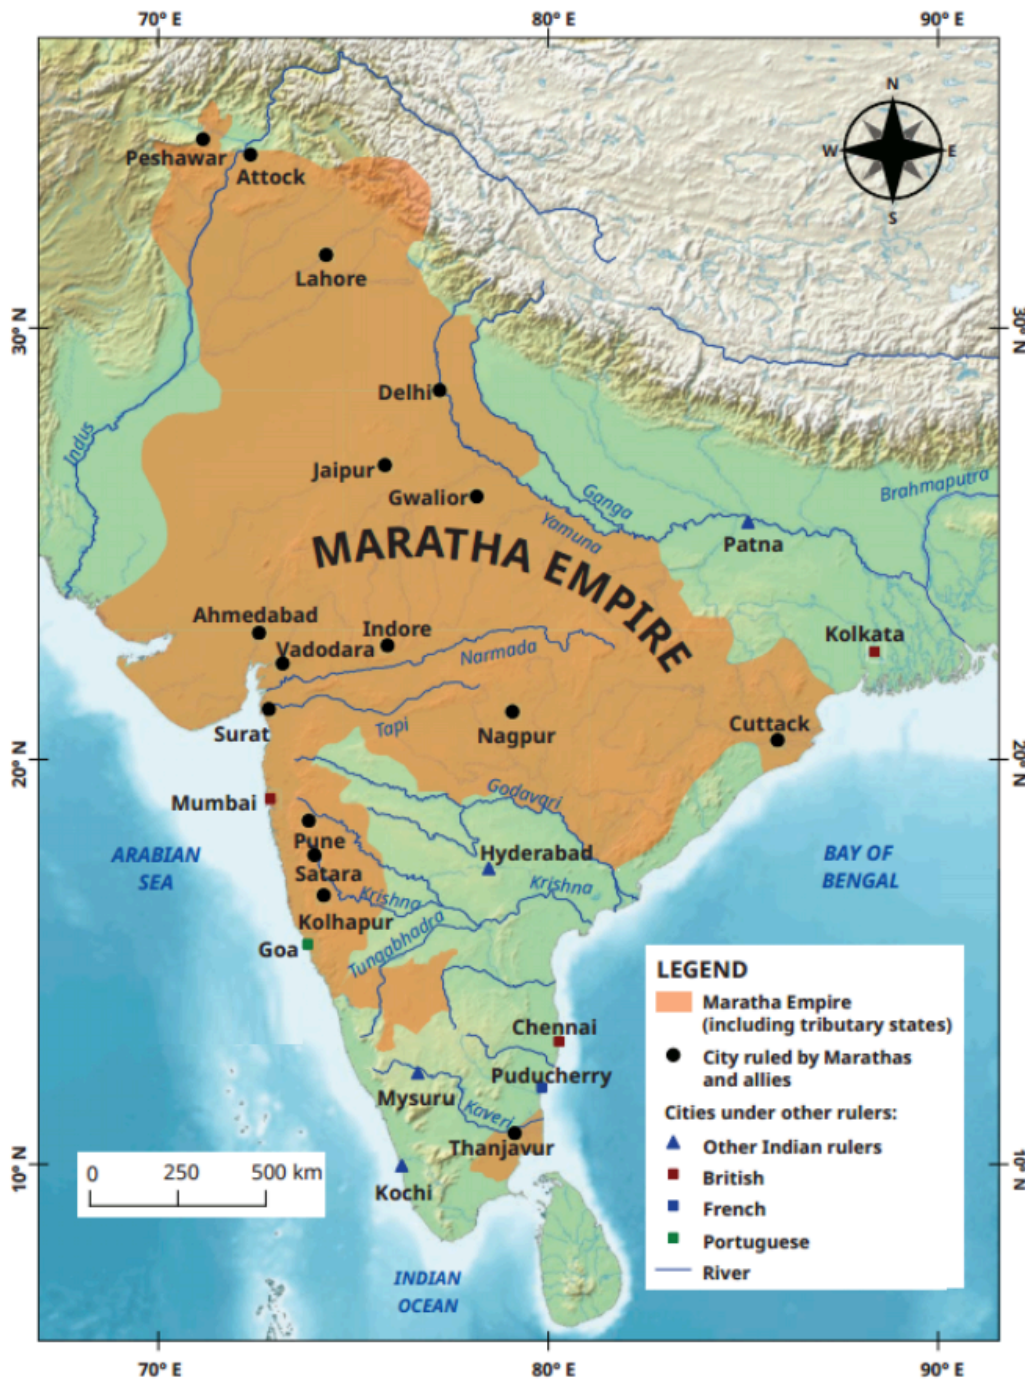 70° E
80° E
90° E
N
W
E
S
Peshawar
Attock
Lahore
30° N
30° N
Delhi
Indus
Jaipur
Gwalior
Ganga
Yamuna
Brahmaputra
Patna
MARATHA EMPIRE
Ahmedabad
Indore
Vadodara
Narmada
Kolkata
Surat
Tapi
Nagpur
Cuttack
20° N
20° N
Mumbai
Godavari
Pune
ARABIAN
SEA
Hyderabad
BAY OF
BENGAL
Satara
Krishna
Krishna
Kolhapur
Goa
Tungabhadra
LEGEND
Maratha Empire
(including tributary states)
City ruled by Marathas
and allies
Cities under other rulers:
Other Indian rulers
British
French
Portuguese
River
Chennai
Puducherry
Mysuru
Kaveri
Thanjavur
10° N
10° N
0
250
500 km
Kochi
INDIAN
OCEAN
70° E
80° E
90° E